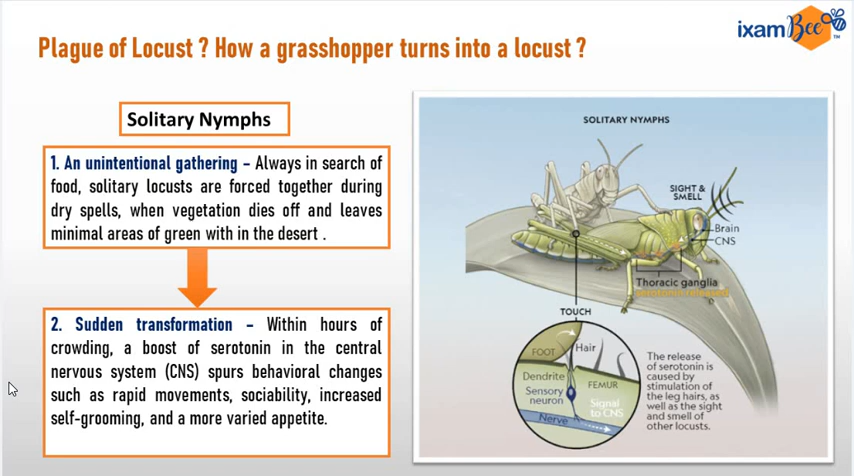 ixamBee™
Plague of Locust ? How a grasshopper turns into a locust ?
Solitary Nymphs
1. An unintentional gathering – Always in search of
food, solitary locusts are forced together during
dry spells, when vegetation dies off and leaves
minimal areas of green with in the desert .
2. Sudden transformation – Within hours of
crowding, a boost of serotonin in the central
nervous system (CNS) spurs behavioral changes
such as rapid movements, sociability, increased
self-grooming, and a more varied appetite.
SOLITARY NYMPHS
SIGHT &
SMELL
Brain
CNS
Thoracic ganglia
serotonin released
TOUCH
FOOT
Hair
Dendrite
FEMUR
Sensory
neuron
Signal
to CNS
Nerve
The release
of serotonin is
caused by
stimulation of
the leg hairs, as
well as the sight
and smell of
other locusts.